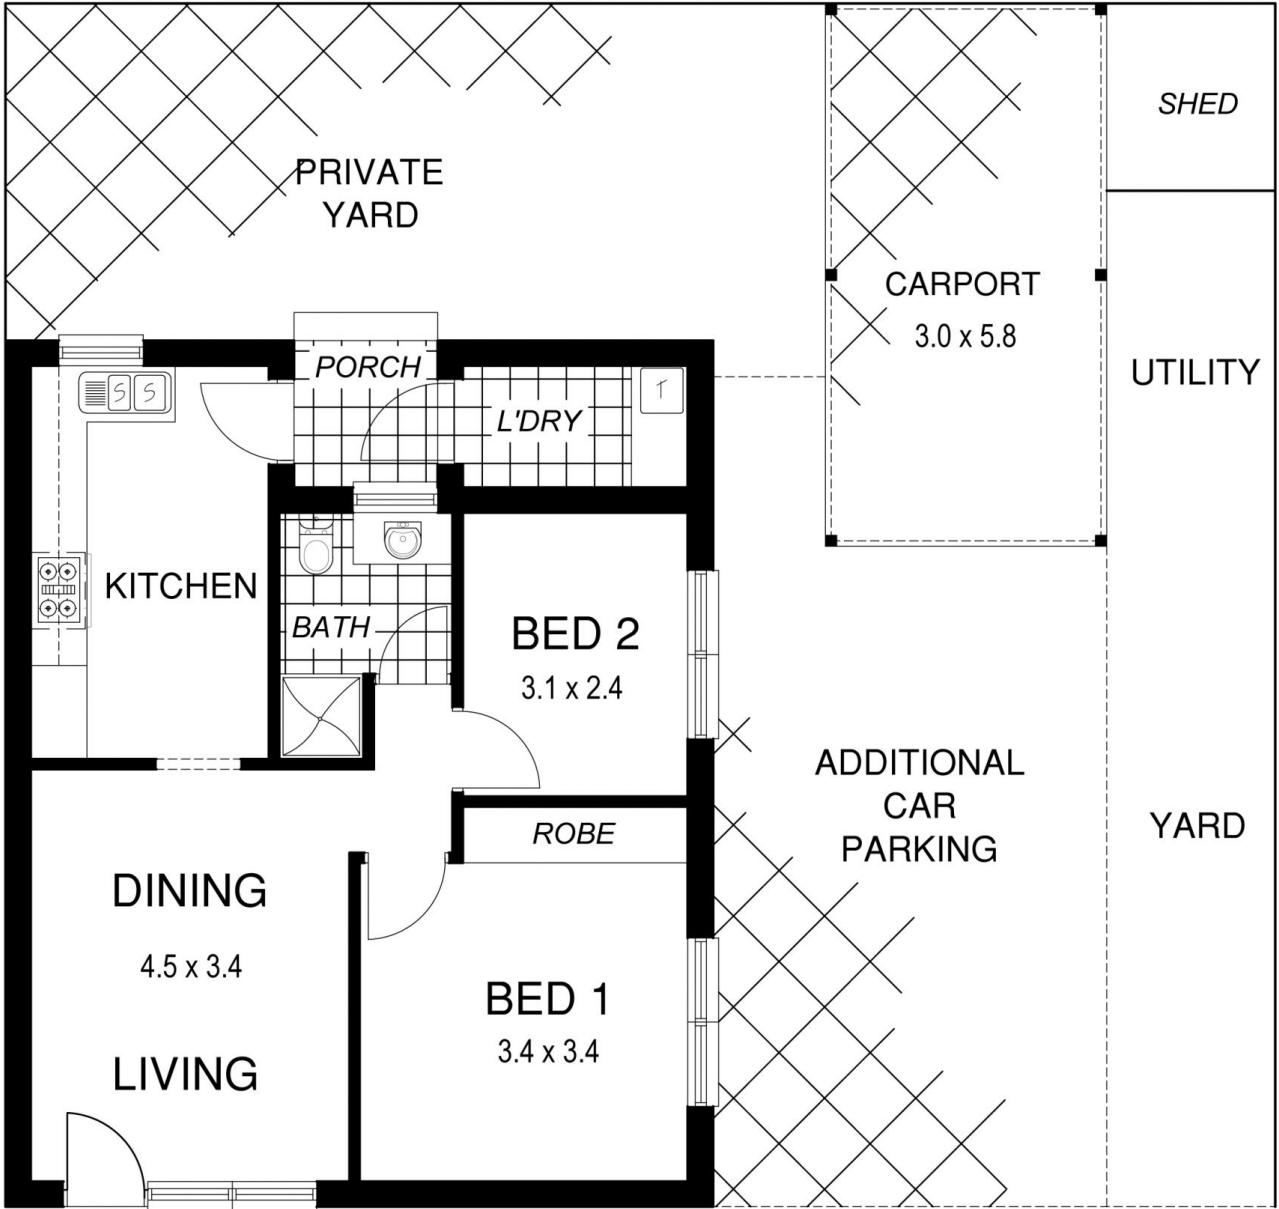 SHED
PRIVATE
YARD
CARPORT
3.0 x 5.8
PORCH
UTILITY
L'DRY
KITCHEN
BATH
BED 2
3.1 x 2.4
ADDITIONAL
CAR
PARKING
YARD
ROBE
DINING
4.5 x 3.4
BED 1
3.4 x 3.4
LIVING